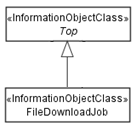 «InformationObjectClass»
Top
«InformationObjectClass»
FileDownloadJob